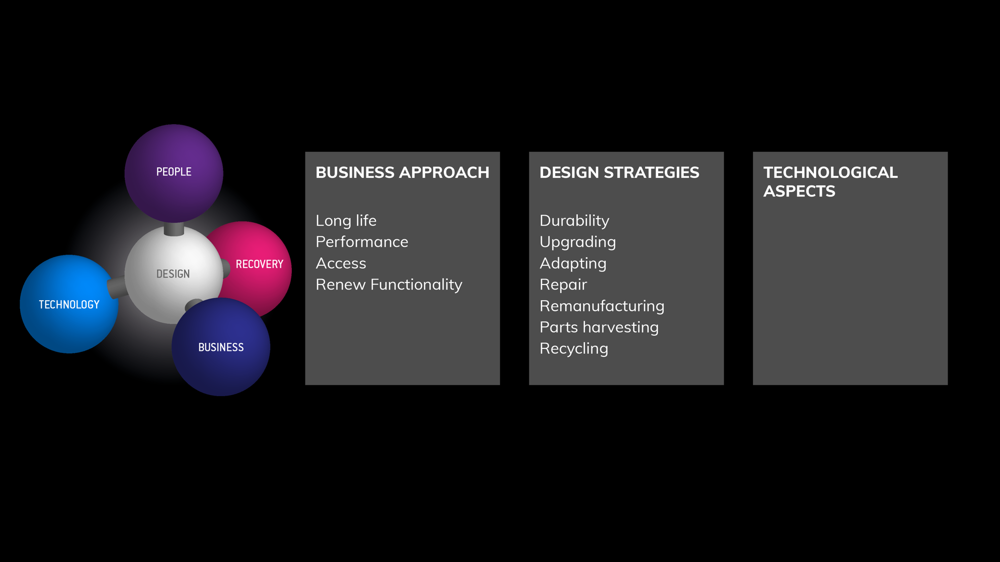 PEOPLE
DESIGN
RECOVERY
TECHNOLOGY
BUSINESS
BUSINESS APPROACH
Long life
Performance
Access
Renew Functionality
DESIGN STRATEGIES
Durability
Upgrading
Adapting
Repair
Remanufacturing
Parts harvesting
Recycling
TECHNOLOGICAL
ASPECTS